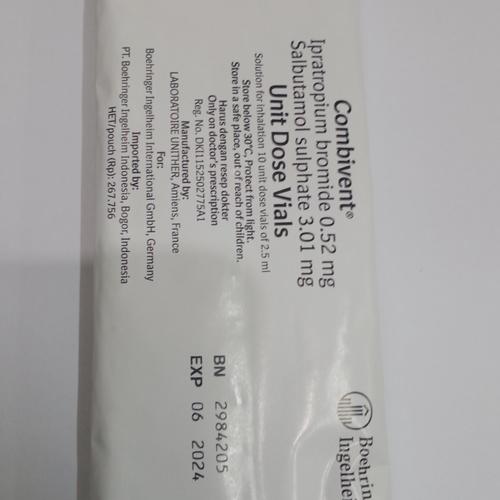 Combivent®
Ipratropium bromide 0.52 mg
Salbutamol sulphate 3.01 mg
Unit Dose Vials
Solution for Inhalation 10 unit dose vials of 2.5 ml
Store below 30°C, Protect from light.
Store in a safe place, out of reach of children.
Harus dengan resep dokter
Only on doctor's prescription
Reg. No. DKI1152502775A1
Manufactured by:
LABORATOIRE UNITHER, Amiens, France
For:
Boehringer Ingelheim International GmbH, Germany
Imported by:
PT. Boehringer Ingelheim Indonesia, Bogor, Indonesia
HET/pouch (Rp): 267.756
BN 2984205
EXP 06 2024
Boehrin
Ingelhe